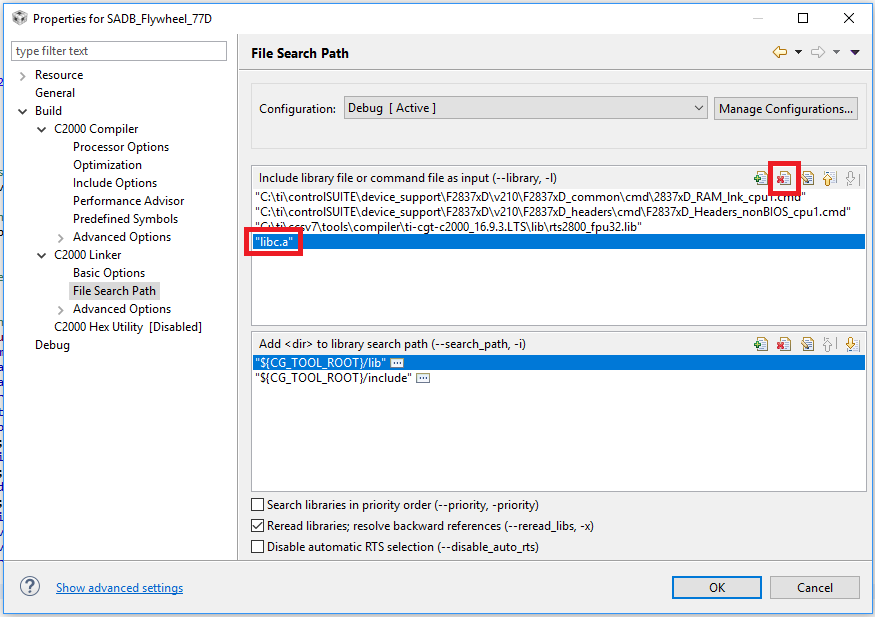 Properties for SADB_Flywheel_77D
type filter text
Resource
General
Build
C2000 Compiler
Processor Options
Optimization
Include Options
Performance Advisor
Predefined Symbols
Advanced Options
C2000 Linker
Basic Options
File Search Path
Advanced Options
C2000 Hex Utility [Disabled]
Debug
File Search Path
Configuration:
Debug [ Active ]
Manage Configurations...
Include library file or command file as input (--library, -l)
"C:\ti\controlSUITE\device_support\F2837xD\v210\F2837xD_common\cmd\2837xD_RAM_lnk_cpu1.cmd"
"C:\ti\controlSUITE\device_support\F2837xD\v210\F2837xD_headers\cmd\F2837xD_Headers_nonBIOS_cpu1.cmd"
"C:\ti\ccsv7\tools\compiler\ti-cgt-c2000_16.9.3.LTS\lib\rts2800_fpu32.lib"
"libc.a"
Add <dir> to library search path (--search_path, -i)
"${CG_TOOL_ROOT}/lib"
"${CG_TOOL_ROOT}/include"
Search libraries in priority order (--priority, -priority)
Reread libraries; resolve backward references (--reread_libs, -x)
Disable automatic RTS selection (--disable_auto_rts)
?
Show advanced settings
OK
Cancel